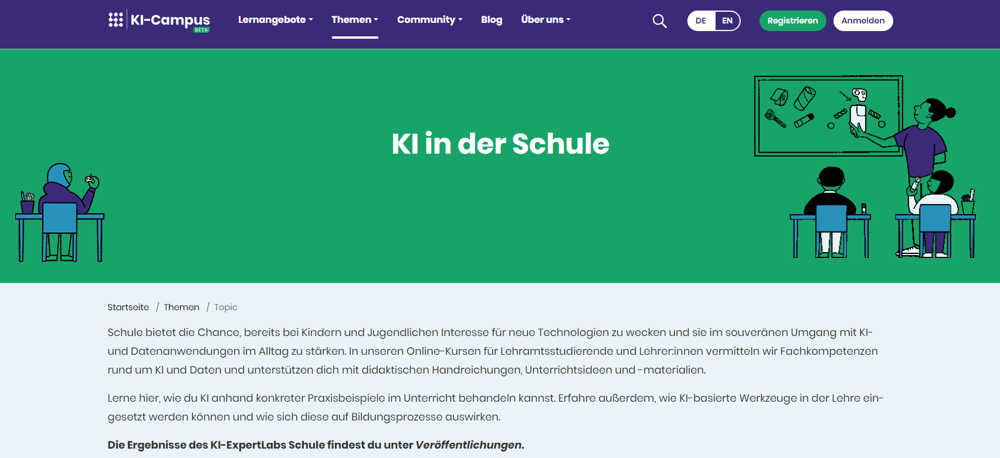 KI-Campus
BETA
Lernangebote
Themen
Community
Blog
Über uns
DE
EN
Registrieren
Anmelden
KI in der Schule
Startseite / Themen / Topic
Schule bietet die Chance, bereits bei Kindern und Jugendlichen Interesse für neue Technologien zu wecken und sie im souveränen Umgang mit KI-
und Datenanwendungen im Alltag zu stärken. In unseren Online-Kursen für Lehramtsstudierende und Lehrer:innen vermitteln wir Fachkompetenzen
rund um KI und Daten und unterstützen dich mit didaktischen Handreichungen, Unterrichtsideen und -materialien.
Lerne hier, wie du KI anhand konkreter Praxisbeispiele im Unterricht behandeln kannst. Erfahre außerdem, wie KI-basierte Werkzeuge in der Lehre ein-
gesetzt werden können und wie sich diese auf Bildungsprozesse auswirken.
Die Ergebnisse des KI-ExpertLabs Schule findest du unter Veröffentlichungen.